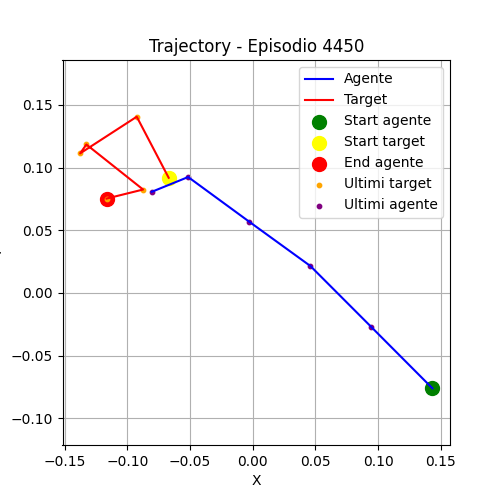 Trajectory - Episodio 4450
Agente
Target
Start agente
Start target
End agente
Ultimi target
Ultimi agente
0.15
0.10
0.05
0.00
−0.05
−0.10
−0.15 −0.10 −0.05 0.00 0.05 0.10 0.15
X